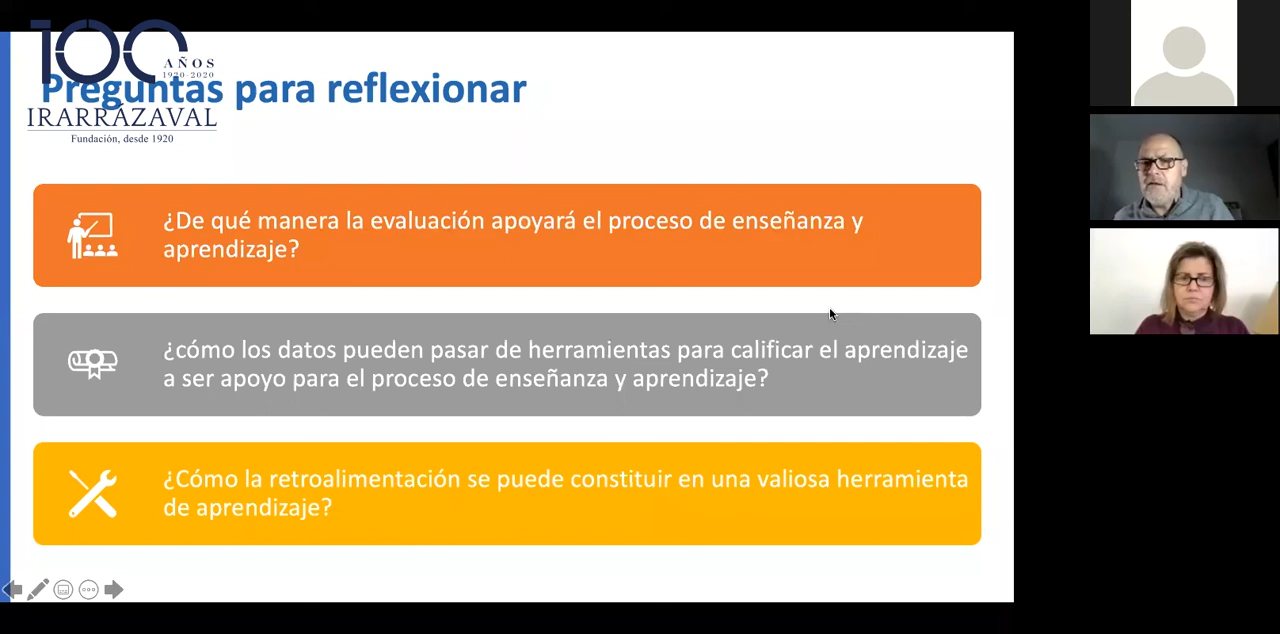 100
AÑOS
1920-2020
Preguntas para reflexionar
IRARRÁZAVAL
Fundación, desde 1920
¿De qué manera la evaluación apoyará el proceso de enseñanza y
aprendizaje?
¿cómo los datos pueden pasar de herramientas para calificar el aprendizaje
a ser apoyo para el proceso de enseñanza y aprendizaje?
¿Cómo la retroalimentación se puede constituir en una valiosa herramienta
de aprendizaje?